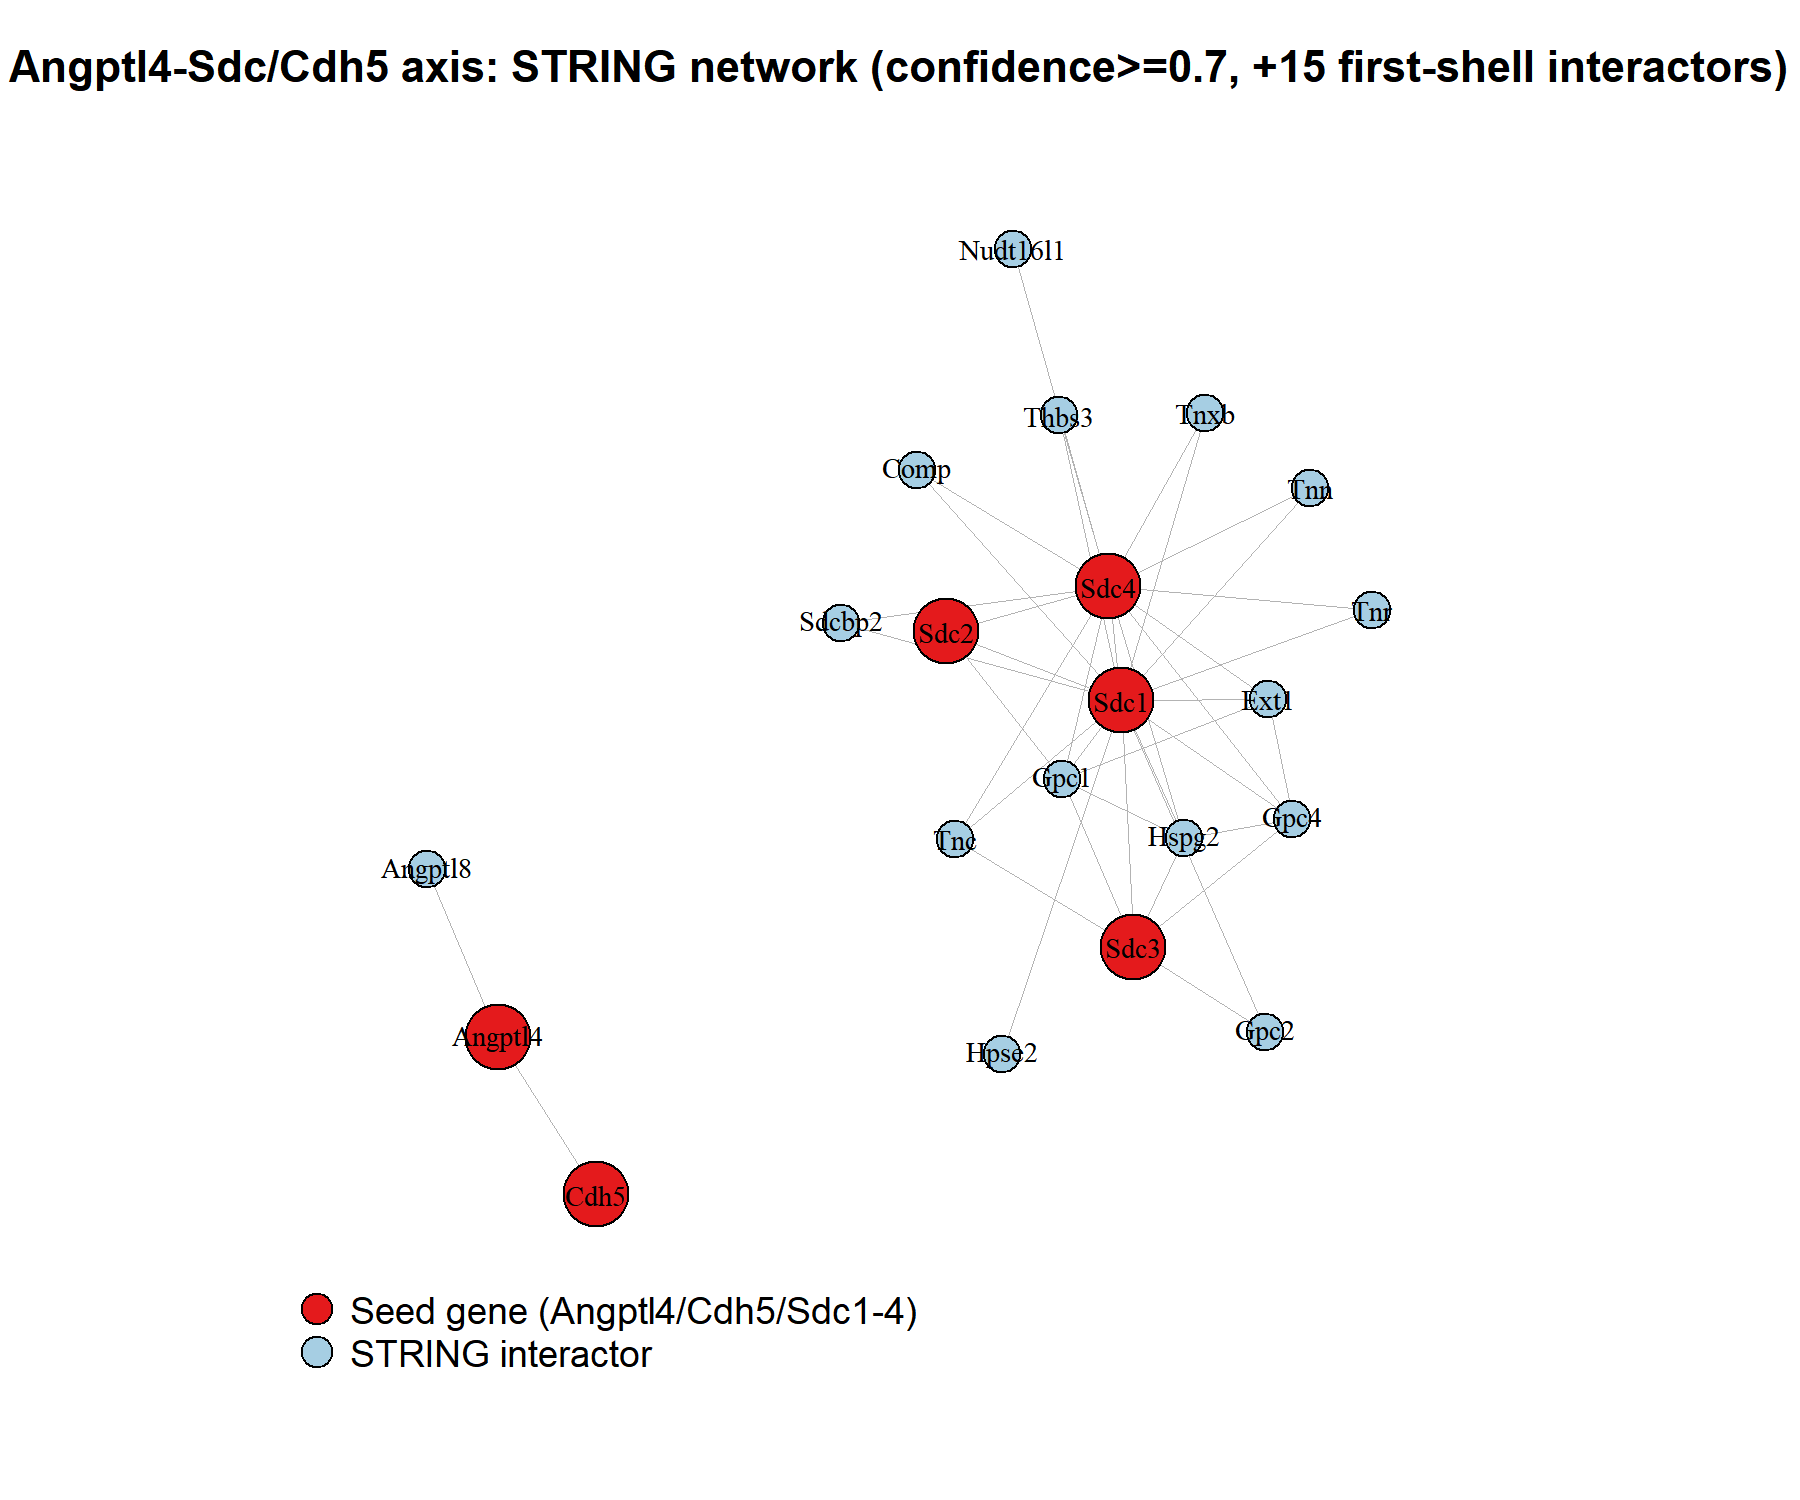 Angptl4-Sdc/Cdh5 axis: STRING network (confidence>=0.7, +15 first-shell interactors)
Nudt16l1
Thbs3
Tnxb
Comp
Tnn
Sdc4
Tnr
Sdcbp2
Sdc2
Sdc1
Ext1
Gpc1
Gpc4
Tnc
Hspg2
Angptl8
Sdc3
Angptl4
Gpc2
Hpse2
Cdh5
Seed gene (Angptl4/Cdh5/Sdc1-4)
STRING interactor